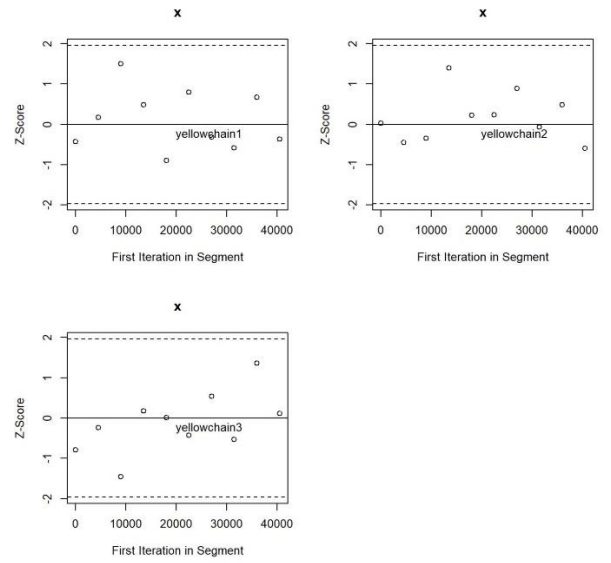 x
2
1
0
-1
-2
Z-Score
yellowchain1
0 10000 20000 30000 40000
First Iteration in Segment
x
2
1
0
-1
-2
Z-Score
yellowchain2
0 10000 20000 30000 40000
First Iteration in Segment
x
2
1
0
-1
-2
Z-Score
yellowchain3
0 10000 20000 30000 40000
First Iteration in Segment